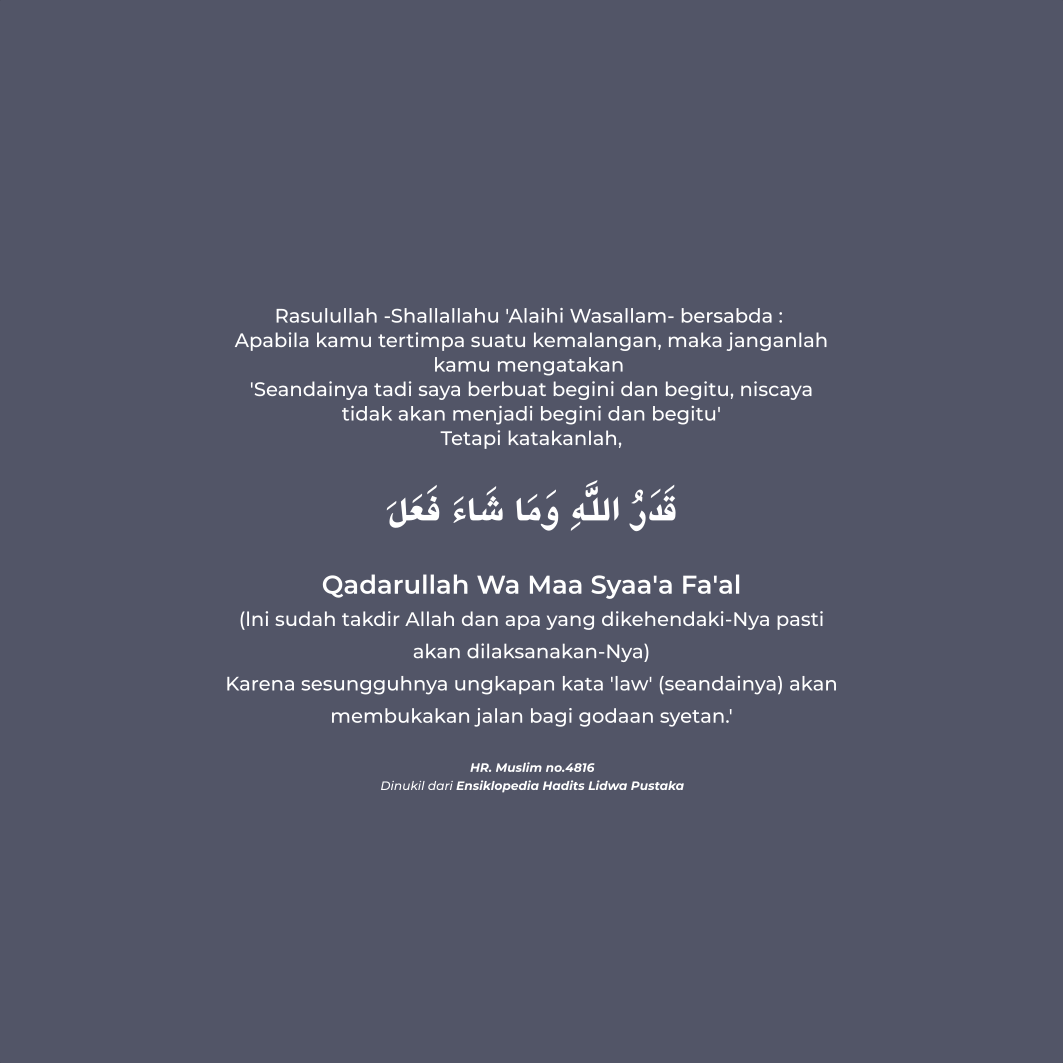 Rasulullah -Shallallahu 'Alaihi Wasallam- bersabda :
Apabila kamu tertimpa suatu kemalangan, maka janganlah
kamu mengatakan
'Seandainya tadi saya berbuat begini dan begitu, niscaya
tidak akan menjadi begini dan begitu'
Tetapi katakanlah,
قَدَرُ اللَّهِ وَمَا شَاءَ فَعَلَ
Qadarullah Wa Maa Syaa'a Fa'al
(Ini sudah takdir Allah dan apa yang dikehendaki-Nya pasti
akan dilaksanakan-Nya)
Karena sesungguhnya ungkapan kata 'law' (seandainya) akan
membukakan jalan bagi godaan syetan.'
HR. Muslim no.4816
Dinukil dari Ensiklopedia Hadits Lidwa Pustaka